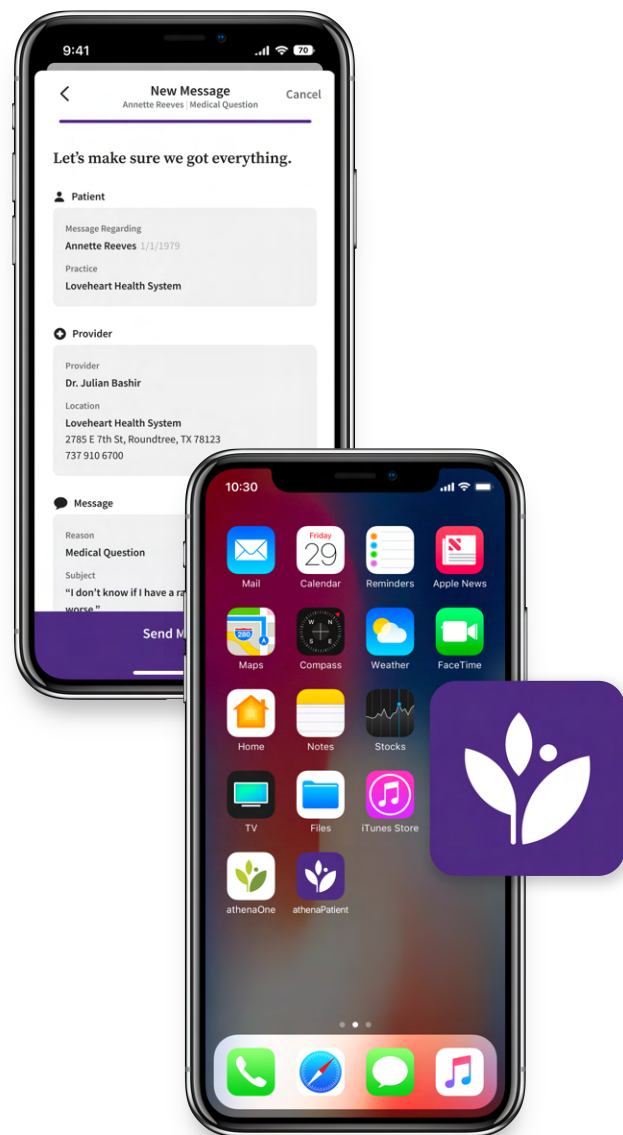 9:41
70
New Message
Cancel
Annette Reeves | Medical Question
Let's make sure we got everything.
Patient
Message Regarding
Annette Reeves 1/1/1979
Practice
Loveheart Health System
Provider
Provider
Dr. Julian Bashir
Location
Loveheart Health System
2785 E 7th St, Roundtree, TX 78123
737 910 6700
Message
Reason
Medical Question
Subject
"I don't know if I have a ra
worse."
Send M
10:30
Friday
29
Mail
Calendar
Reminders
Apple News
280
N
W
E
S
Maps
Compass
Weather
FaceTime
Home
Notes
Stocks
TV
Files
iTunes Store
athenaOne
athenaPatient